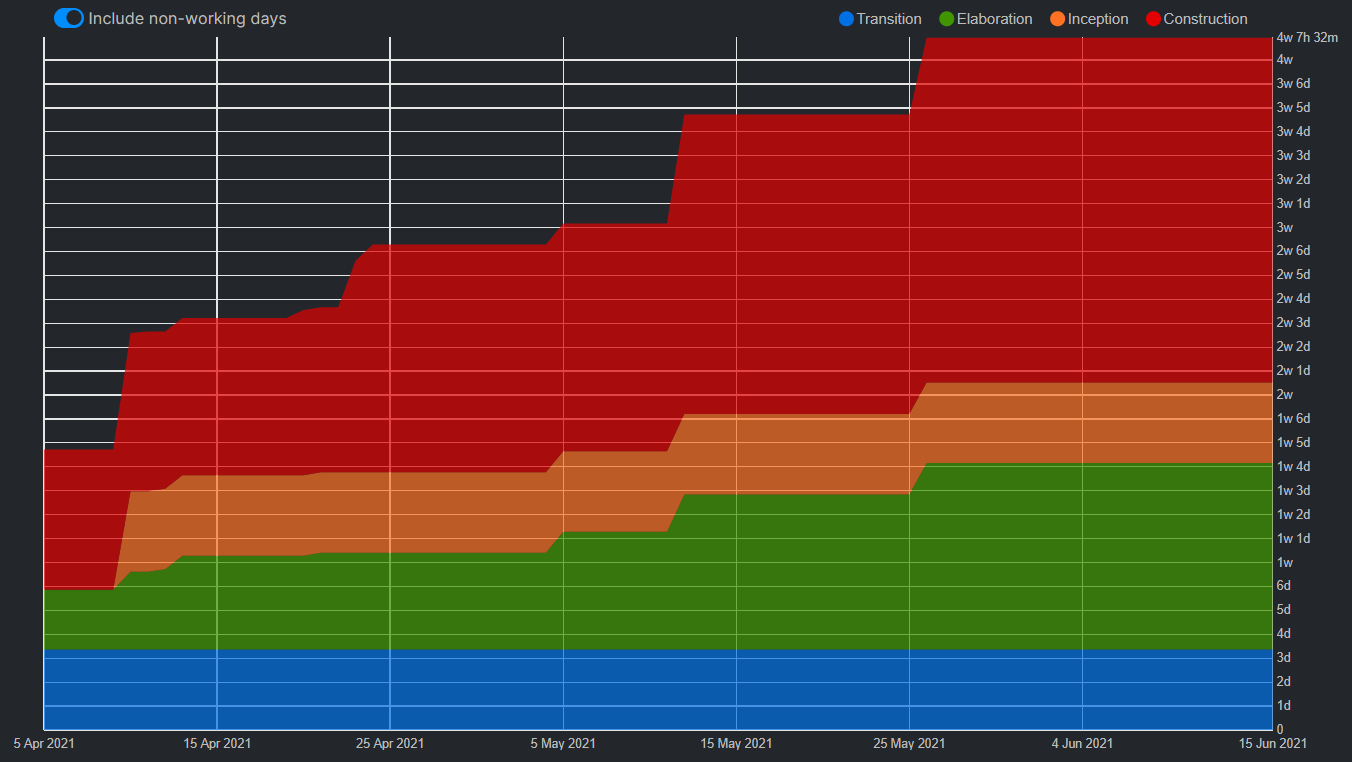 Include non-working days
Transition Elaboration Inception Construction
4w 7h 32m
4w
3w 6d
3w 5d
3w 4d
3w 3d
3w 2d
3w 1d
3w
2w 6d
2w 5d
2w 4d
2w 3d
2w 2d
2w 1d
2w
1w 6d
1w 5d
1w 4d
1w 3d
1w 2d
1w 1d
1w
6d
5d
4d
3d
2d
1d
0
5 Apr 2021 15 Apr 2021 25 Apr 2021 5 May 2021 15 May 2021 25 May 2021 4 Jun 2021 15 Jun 2021